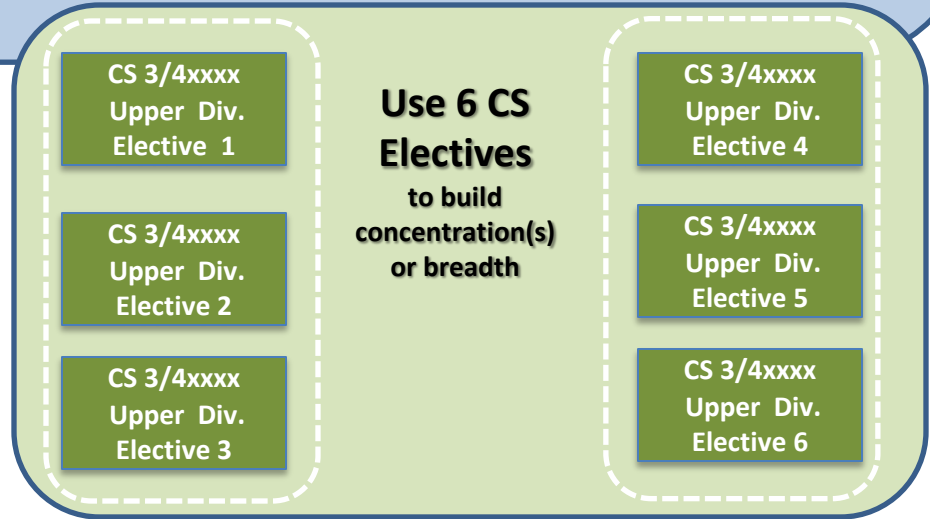 CS 3/4xxxx
Upper Div.
Elective 1
CS 3/4xxxx
Upper Div.
Elective 2
CS 3/4xxxx
Upper Div.
Elective 3
Use 6 CS
Electives
to build
concentration(s)
or breadth
CS 3/4xxxx
Upper Div.
Elective 4
CS 3/4xxxx
Upper Div.
Elective 5
CS 3/4xxxx
Upper Div.
Elective 6